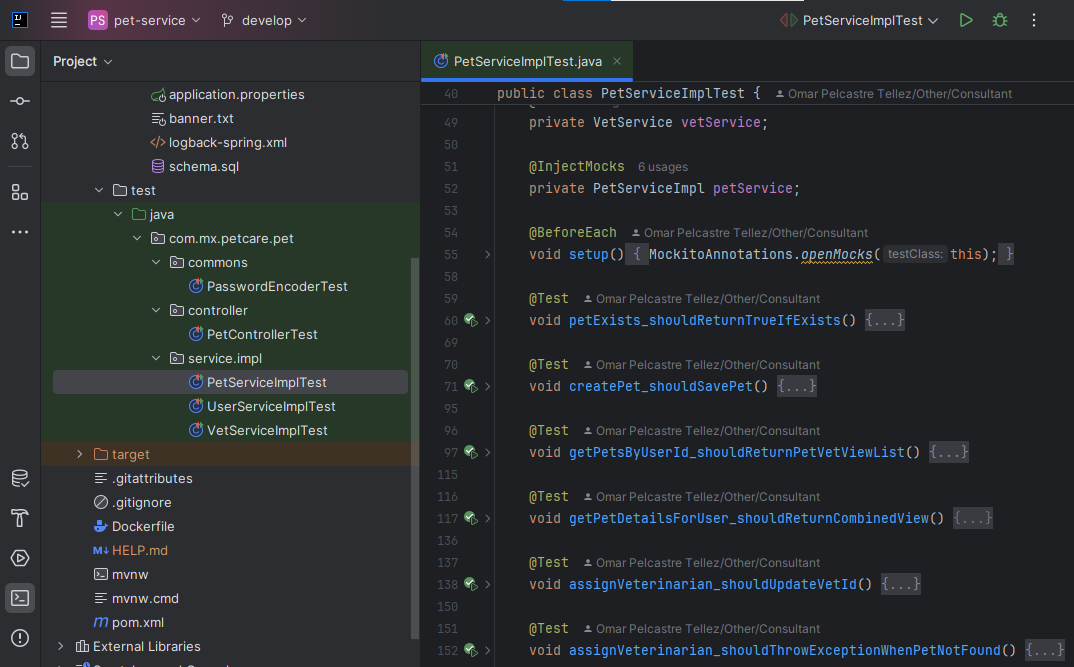 PS pet-service develop PetServiceImplTest
Project
PetServiceImplTest.java
application.properties
banner.txt
logback-spring.xml
schema.sql
test
java
com.mx.petcare.pet
commons
PasswordEncoderTest
controller
PetControllerTest
service.impl
PetServiceImplTest
UserServiceImplTest
VetServiceImplTest
target
.gitattributes
.gitignore
Dockerfile
M↓ HELP.md
mvnw
mvnw.cmd
m pom.xml
External Libraries
40 public class PetServiceImplTest { Omar Pelcastre Tellez/Other/Consultant
49 private VetService vetService;
50
51 @InjectMocks 6 usages
52 private PetServiceImpl petService;
53
54 @BeforeEach Omar Pelcastre Tellez/Other/Consultant
55 void setup() { MockitoAnnotations.openMocks( testClass: this); }
58
59 @Test Omar Pelcastre Tellez/Other/Consultant
60 void petExists_shouldReturnTrueIfExists() {...}
69
70 @Test Omar Pelcastre Tellez/Other/Consultant
71 void createPet_shouldSavePet() {...}
95
96 @Test Omar Pelcastre Tellez/Other/Consultant
97 void getPetsByUserId_shouldReturnPetVetViewList() {...}
115
116 @Test Omar Pelcastre Tellez/Other/Consultant
117 void getPetDetailsForUser_shouldReturnCombinedView() {...}
136
137 @Test Omar Pelcastre Tellez/Other/Consultant
138 void assignVeterinarian_shouldUpdateVetId() {...}
150
151 @Test Omar Pelcastre Tellez/Other/Consultant
152 void assignVeterinarian_shouldThrowExceptionWhenPetNotFound() {...}